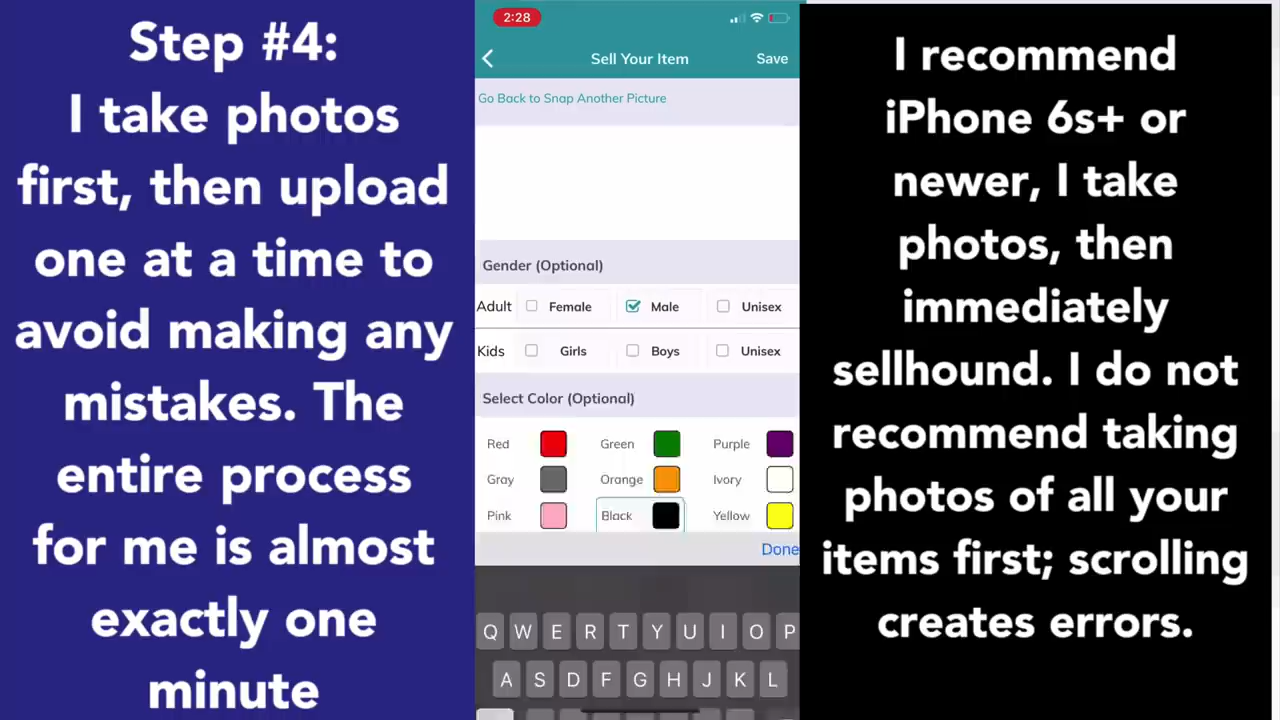 Step #4:
I take photos
first, then upload
one at a time to
avoid making any
mistakes. The
entire process
for me is almost
exactly one
minute
2:28
Sell Your Item Save
Go Back to Snap Another Picture
Gender (Optional)
Adult Female Male Unisex
Kids Girls Boys Unisex
Select Color (Optional)
Red Green Purple
Gray Orange Ivory
Pink Black Yellow
Done
Q W E R T Y U I O P
A S D F G H J K L
I recommend
iPhone 6s+ or
newer, I take
photos, then
immediately
sellhound. I do not
recommend taking
photos of all your
items first; scrolling
creates errors.